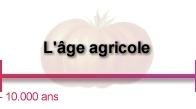 L'âge agricole
- 10.000 ans